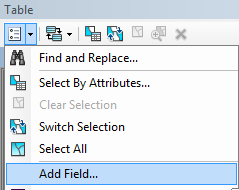 Table
Find and Replace...
Select By Attributes...
Clear Selection
Switch Selection
Select All
Add Field...